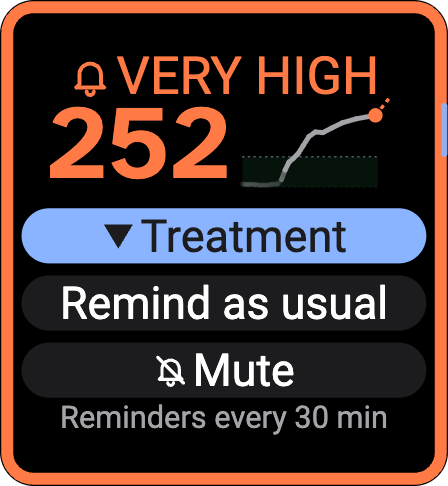 VERY HIGH
252
Treatment
Remind as usual
Mute
Reminders every 30 min